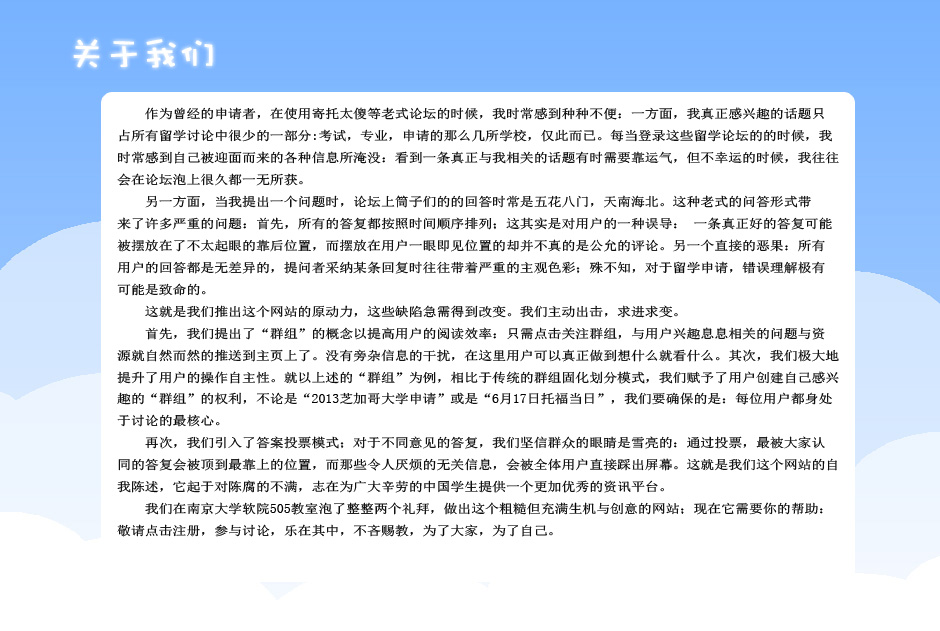 关于我们
作为曾经的申请者，在使用寄托太傻等老式论坛的时候，我时常感到种种不便：一方面，我真正感兴趣的话题只
占所有留学讨论中很少的一部分:考试，专业，申请的那么几所学校，仅此而已。每当登录这些留学论坛的的时候，我
时常感到自己被迎面而来的各种信息所淹没：看到一条真正与我相关的话题有时需要靠运气，但不幸运的时候，我往往
会在论坛泡上很久都一无所获。
另一方面，当我提出一个问题时，论坛上筒子们的的回答时常是五花八门，天南海北。这种老式的问答形式带
来了许多严重的问题：首先，所有的答复都按照时间顺序排列；这其实是对用户的一种误导： 一条真正好的答复可能
被摆放在了不太起眼的靠后位置，而摆放在用户一眼即见位置的却并不真的是公允的评论。另一个直接的恶果：所有
用户的回答都是无差异的，提问者采纳某条回复时往往带着严重的主观色彩；殊不知，对于留学申请，错误理解极有
可能是致命的。
这就是我们推出这个网站的原动力，这些缺陷急需得到改变。我们主动出击，求进求变。
首先，我们提出了“群组”的概念以提高用户的阅读效率：只需点击关注群组，与用户兴趣息息相关的问题与资
源就自然而然的推送到主页上了。没有旁杂信息的干扰，在这里用户可以真正做到想什么就看什么。其次，我们极大地
提升了用户的操作自主性。就以上述的“群组”为例，相比于传统的群组固化划分模式，我们赋予了用户创建自己感兴
趣的“群组”的权利，不论是“2013芝加哥大学申请”或是“6月17日托福当日”，我们要确保的是：每位用户都身处
于讨论的最核心。
再次，我们引入了答案投票模式；对于不同意见的答复，我们坚信群众的眼睛是雪亮的：通过投票，最被大家认
同的答复会被顶到最靠上的位置，而那些令人厌烦的无关信息，会被全体用户直接踩出屏幕。这就是我们这个网站的自
我陈述，它起于对陈腐的不满，志在为广大辛劳的中国学生提供一个更加优秀的资讯平台。
我们在南京大学软院505教室泡了整整两个礼拜，做出这个粗糙但充满生机与创意的网站；现在它需要你的帮助：
敬请点击注册，参与讨论，乐在其中，不吝赐教，为了大家，为了自己。